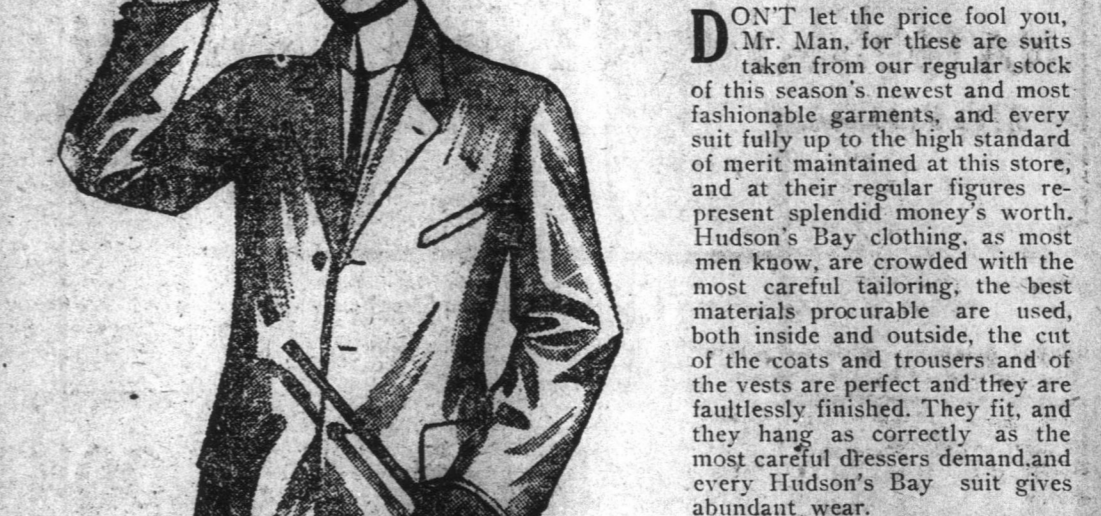 DON'T let the price fool you,
Mr. Man, for these are suits
taken from our regular stock
of this season's newest and most
fashionable garments, and every
suit fully up to the high standard
of merit maintained at this store,
and at their regular figures re-
present splendid money's worth.
Hudson's Bay clothing, as most
men know, are crowded with the
most careful tailoring, the best
materials procurable are used,
both inside and outside, the cut
of the coats and trousers and of
the vests are perfect and they are
faultlessly finished. They fit, and
they hang as correctly as the
most careful dressers demand,and
every Hudson's Bay suit gives
abundant wear.